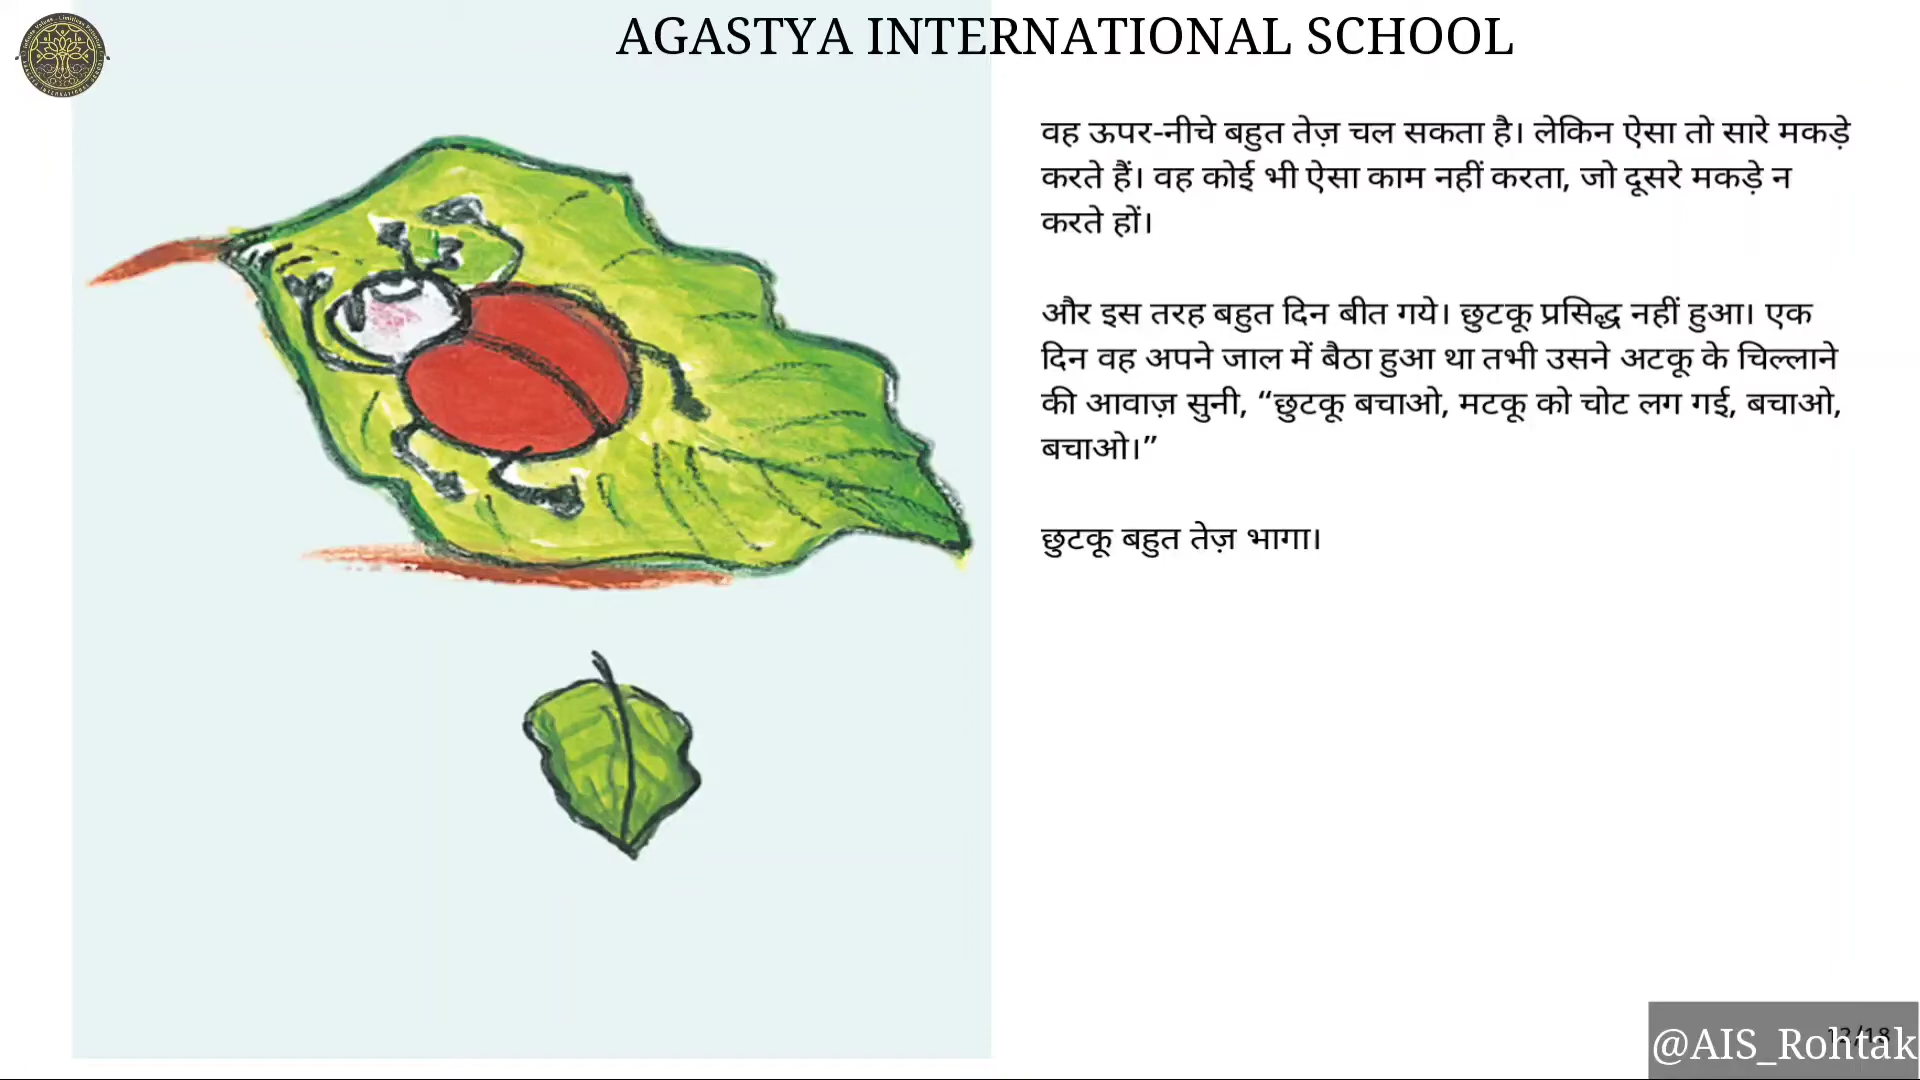 AGASTYA INTERNATIONAL SCHOOL
वह ऊपर-नीचे बहुत तेज़ चल सकता है। लेकिन ऐसा तो सारे मकड़े
करते हैं। वह कोई भी ऐसा काम नहीं करता, जो दूसरे मकड़े न
करते हों।
और इस तरह बहुत दिन बीत गये। छुटकू प्रसिद्ध नहीं हुआ। एक
दिन वह अपने जाल में बैठा हुआ था तभी उसने अटकू के चिल्लाने
की आवाज़ सुनी, “छुटकू बचाओ, मटकू को चोट लग गई, बचाओ,
बचाओ।”
छुटकू बहुत तेज़ भागा।
12/18
@AIS_Rohtak